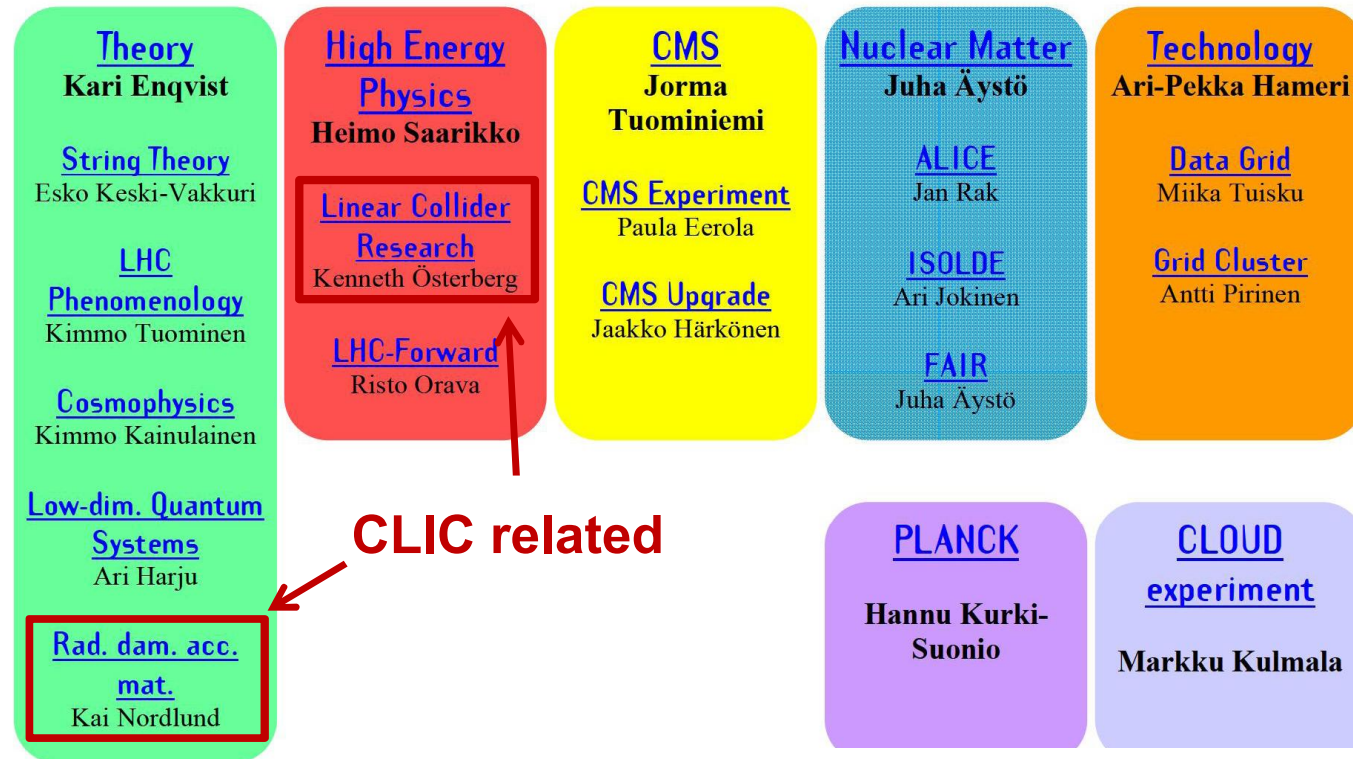 Theory
Kari Enqvist
String Theory
Esko Keski-Vakkuri
LHC
Phenomenology
Kimmo Tuominen
Cosmophysics
Kimmo Kainulainen
Low-dim. Quantum
Systems
Ari Harju
Rad. dam. acc.
mat.
Kai Nordlund
High Energy
Physics
Heimo Saarikko
Linear Collider
Research
Kenneth Österberg
LHC-Forward
Risto Orava
CMS
Jorma
Tuominiemi
CMS Experiment
Paula Eerola
CMS Upgrade
Jaakko Härkönen
Nuclear Matter
Juha Äystö
ALICE
Jan Rak
ISOLDE
Ari Jokinen
FAIR
Juha Äystö
Technology
Ari-Pekka Hameri
Data Grid
Miika Tuisku
Grid Cluster
Antti Pirinen
CLIC related
PLANCK
Hannu Kurki-
Suonio
CLOUD
experiment
Markku Kulmala